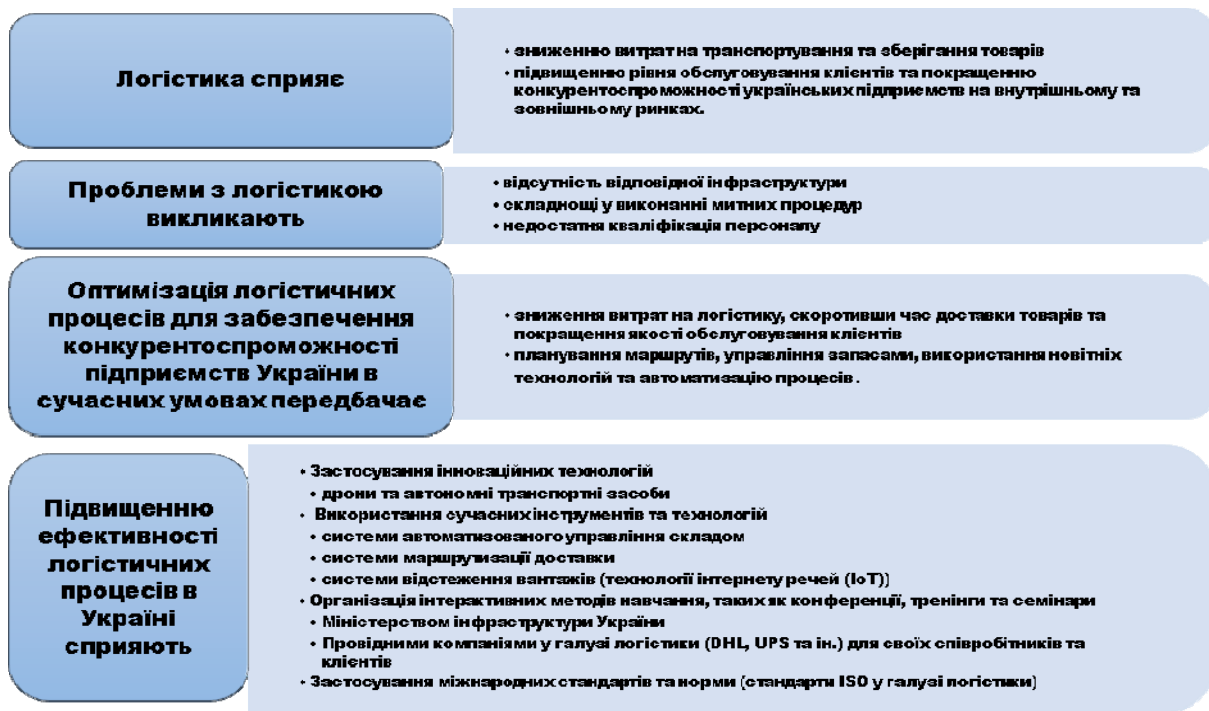 Логістика сприяє
• зниженню витрат на транспортування та зберігання товарів
• підвищенню рівня обслуговування клієнтів та покращенню
конкурентоспроможності українських підприємств на внутрішньому та
зовнішньому ринках.
Проблеми з логістикою
викликають
• відсутність відповідної інфраструктури
• складнощі у виконанні митних процедур
• недостатня кваліфікація персоналу
Оптимізація логістичних
процесів для забезпечення
конкурентоспроможності
підприємств України в
сучасних умовах передбачає
• зниження витрат на логістику, скоротивши час доставки товарів та
покращення якості обслуговування клієнтів
• планування маршрутів, управління запасами, використання новітніх
технологій та автоматизацію процесів.
Підвищенню
ефективності
логістичних
процесів в
Україні
сприяють
• Застосування інноваційних технологій
• дрони та автономні транспортні засоби
• Використання сучасних інструментів та технологій
• системи автоматизованого управління складом
• системи маршрутизації доставки
• системи відстеження вантажів (технології інтернету речей (IoT))
• Організація інтерактивних методів навчання, таких як конференції, тренінги та семінари
• Міністерством інфраструктури України
• Провідними компаніями у галузі логістики (DHL, UPS та ін.) для своїх співробітників та
клієнтів
• Застосування міжнародних стандартів та норми (стандарти ISO у галузі логістики)